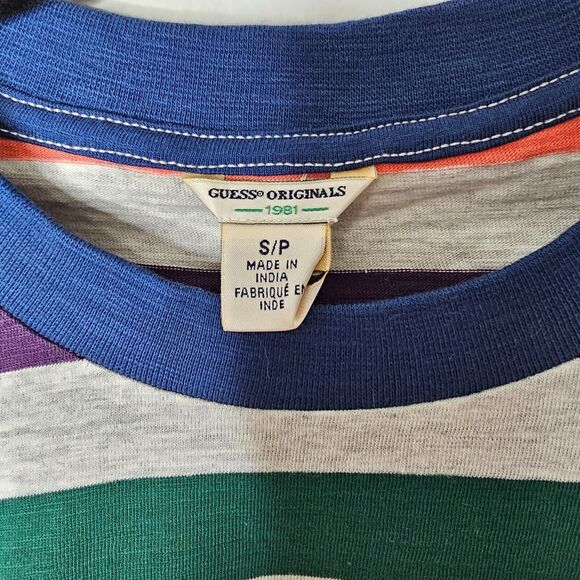 GUESS® ORIGINALS
1981
S/P
MADE IN
INDIA
FABRIQUÉ EN
INDE